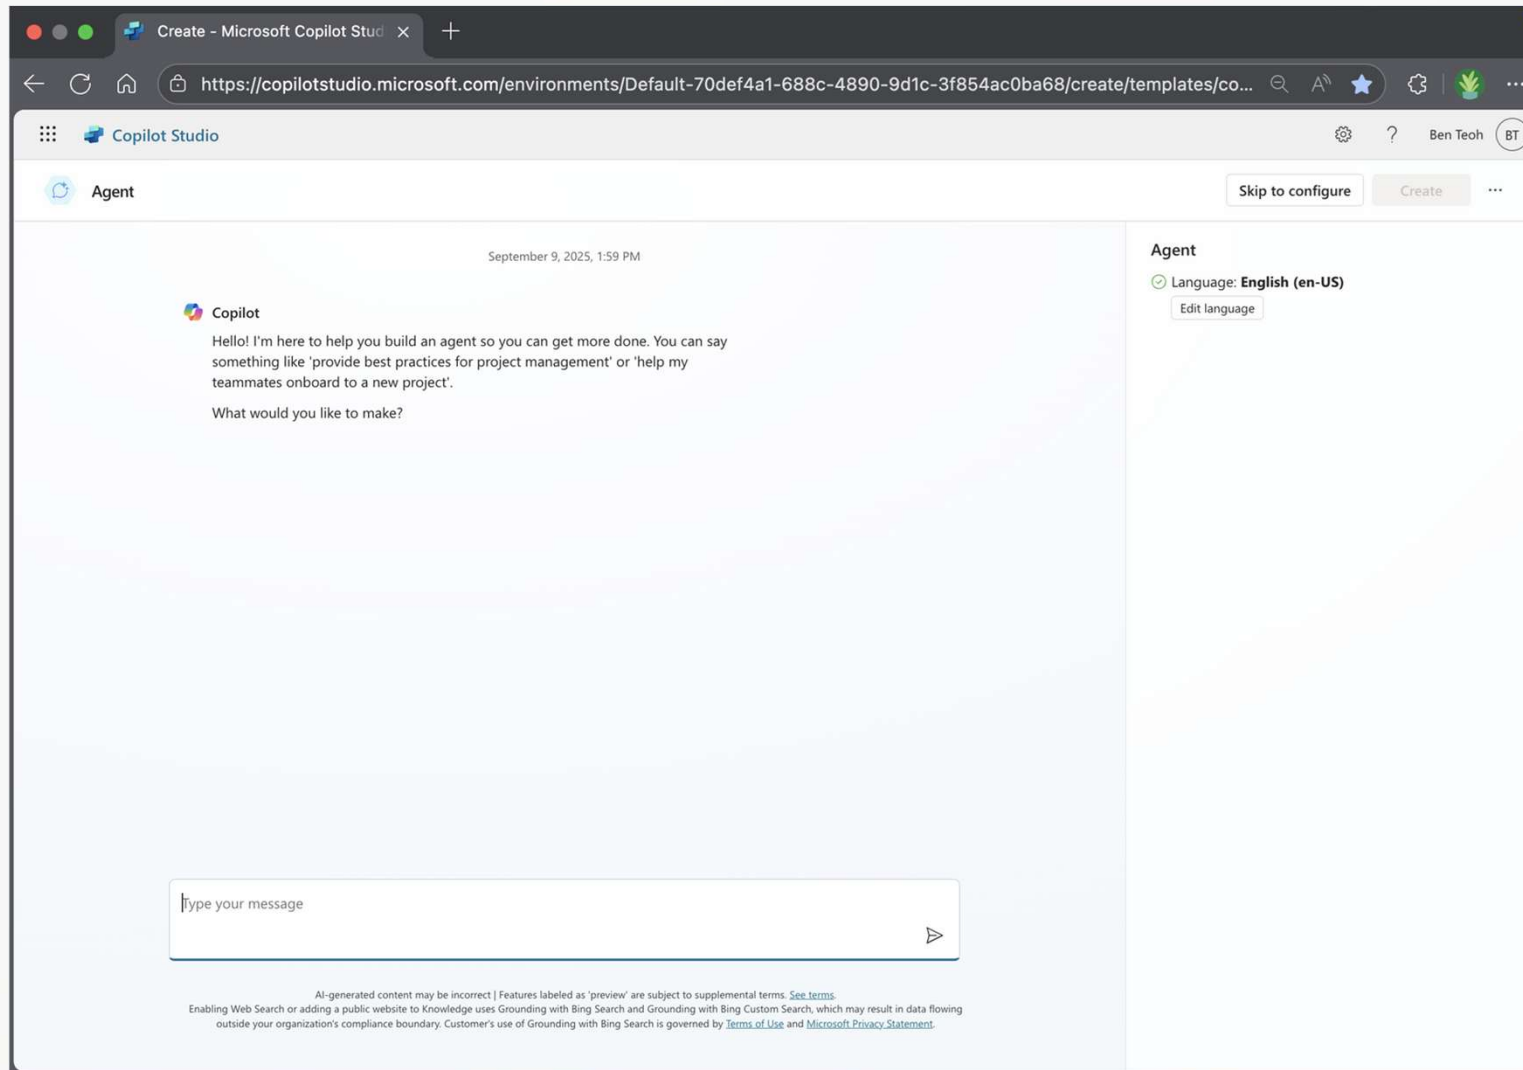 Create - Microsoft Copilot Stud
https://copilotstudio.microsoft.com/environments/Default-70def4a1-688c-4890-9d1c-3f854ac0ba68/create/templates/co...
Copilot Studio
? Ben Teoh BT
Agent
Skip to configure
Create
September 9, 2025, 1:59 PM
Copilot
Hello! I'm here to help you build an agent so you can get more done. You can say
something like 'provide best practices for project management' or 'help my
teammates onboard to a new project'.
What would you like to make?
Agent
Language: English (en-US)
Edit language
Type your message
AI-generated content may be incorrect | Features labeled as 'preview' are subject to supplemental terms. See terms.
Enabling Web Search or adding a public website to Knowledge uses Grounding with Bing Search and Grounding with Bing Custom Search, which may result in data flowing
outside your organization's compliance boundary. Customer's use of Grounding with Bing Search is governed by Terms of Use and Microsoft Privacy Statement.